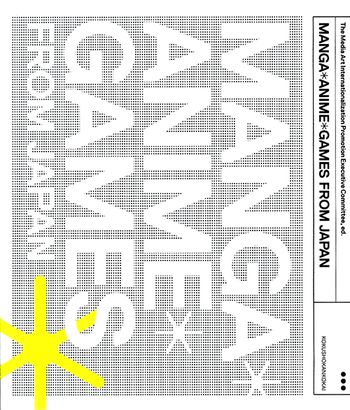 The Media Art Internationalization Promotion Executive Committee, ed.
MANGA*ANIME*GAMES FROM JAPAN
KOKUSHOKANKOKAI
MANGA*
ANIME*
GAMES
FROM JAPAN